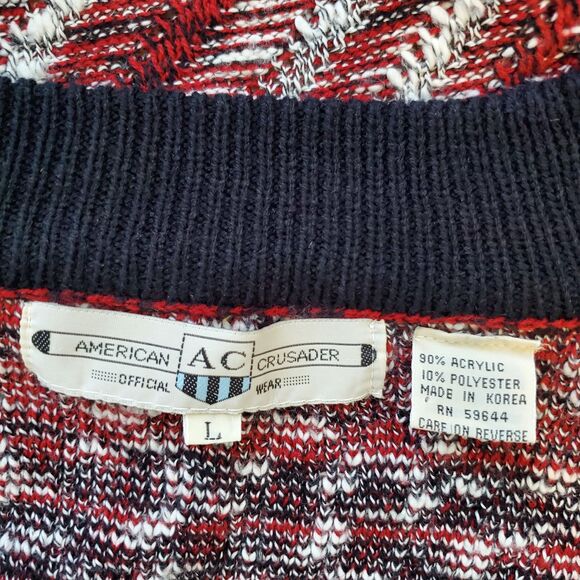 AMERICAN AC CRUSADER
OFFICIAL WEAR
L
90% ACRYLIC
10% POLYESTER
MADE IN KOREA
RN 59644
CARE ON REVERSE